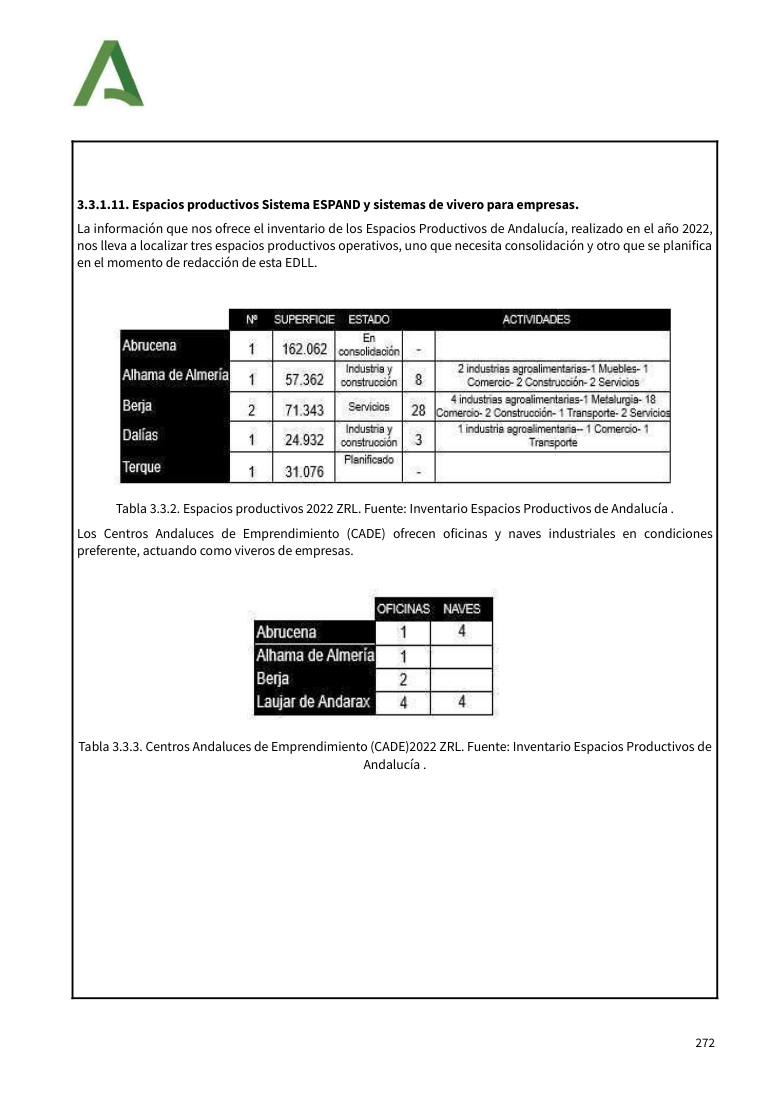 3.3.1.11. Espacios productivos Sistema ESPAND y sistemas de vivero para empresas.
La información que nos ofrece el inventario de los Espacios Productivos de Andalucía, realizado en el año 2022,
nos lleva a localizar tres espacios productivos operativos, uno que necesita consolidación y otro que se planifica
en el momento de redacción de esta EDLL.
Nº SUPERFICIE ESTADO ACTIVIDADES
Abrucena 1 162.062 En consolidación -
Alhama de Almería 1 57.362 Industria y construcción 8 2 industrias agroalimentarias-1 Muebles- 1 Comercio- 2 Construcción- 2 Servicios
Berja 2 71.343 Servicios 28 4 industrias agroalimentarias-1 Metalurgia- 18 Comercio- 2 Construcción- 1 Transporte- 2 Servicios
Dalías 1 24.932 Industria y construcción 3 1 industria agroalimentaria-- 1 Comercio- 1 Transporte
Terque 1 31.076 Planificado -
Tabla 3.3.2. Espacios productivos 2022 ZRL. Fuente: Inventario Espacios Productivos de Andalucía .
Los Centros Andaluces de Emprendimiento (CADE) ofrecen oficinas y naves industriales en condiciones
preferente, actuando como viveros de empresas.
OFICINAS NAVES
Abrucena 1 4
Alhama de Almería 1
Berja 2
Laujar de Andarax 4 4
Tabla 3.3.3. Centros Andaluces de Emprendimiento (CADE)2022 ZRL. Fuente: Inventario Espacios Productivos de
Andalucía .
272